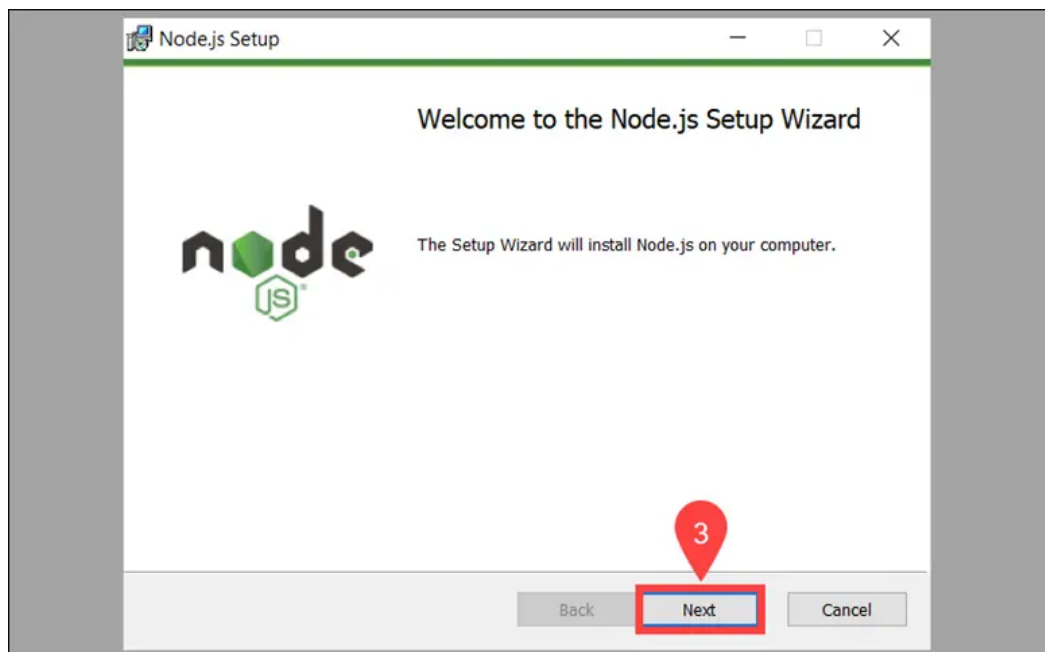 Node.js Setup
Welcome to the Node.js Setup Wizard
node
JS®
The Setup Wizard will install Node.js on your computer.
3
Back Next Cancel